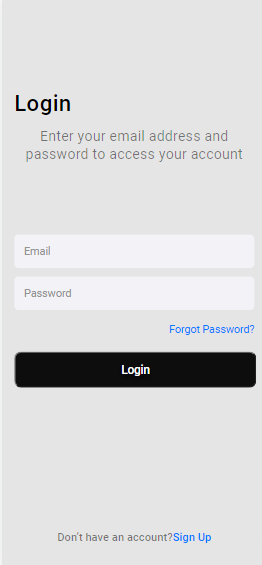 Login
Enter your email address and
password to access your account
Email
Password
Forgot Password?
Login
Don't have an account?Sign Up